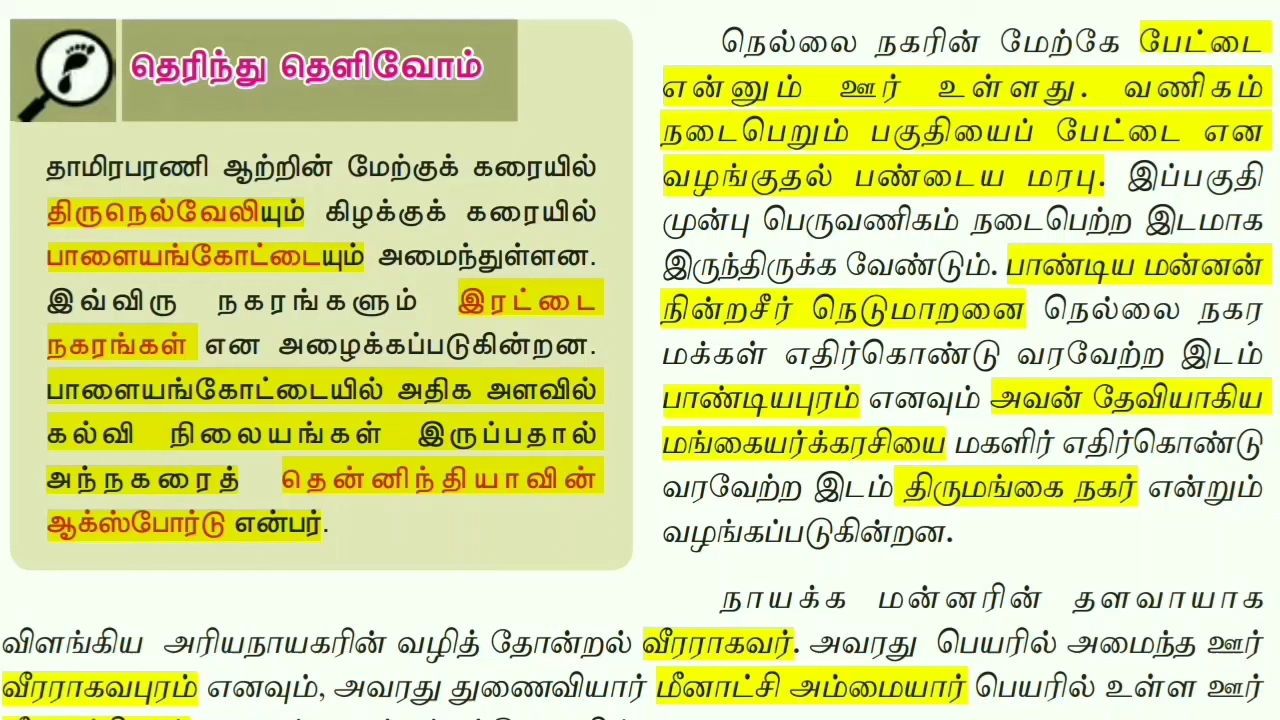 தெரிந்து தெளிவோம்
தாமிரபரணி ஆற்றின் மேற்குக் கரையில்
திருநெல்வேலியும் கிழக்குக் கரையில்
பாளையங்கோட்டையும் அமைந்துள்ளன.
இவ்விரு நகரங்களும் இரட்டை
நகரங்கள் என அழைக்கப்படுகின்றன.
பாளையங்கோட்டையில் அதிக அளவில்
கல்வி நிலையங்கள் இருப்பதால்
அந்நகரைத் தென்னிந்தியாவின்
ஆக்ஸ்போர்டு என்பர்.
நெல்லை நகரின் மேற்கே பேட்டை
என்னும் ஊர் உள்ளது. வணிகம்
நடைபெறும் பகுதியைப் பேட்டை என
வழங்குதல் பண்டைய மரபு. இப்பகுதி
முன்பு பெருவணிகம் நடைபெற்ற இடமாக
இருந்திருக்க வேண்டும். பாண்டிய மன்னன்
நின்றசீர் நெடுமாறனை நெல்லை நகர
மக்கள் எதிர்கொண்டு வரவேற்ற இடம்
பாண்டியபுரம் எனவும் அவன் தேவியாகிய
மங்கையர்க்கரசியை மகளிர் எதிர்கொண்டு
வரவேற்ற இடம் திருமங்கை நகர் என்றும்
வழங்கப்படுகின்றன.
நாயக்க மன்னரின் தளவாயாக
விளங்கிய அரியநாயகரின் வழித் தோன்றல் வீரராகவர். அவரது பெயரில் அமைந்த ஊர்
வீரராகவபுரம் எனவும், அவரது துணைவியார் மீனாட்சி அம்மையார் பெயரில் உள்ள ஊர்